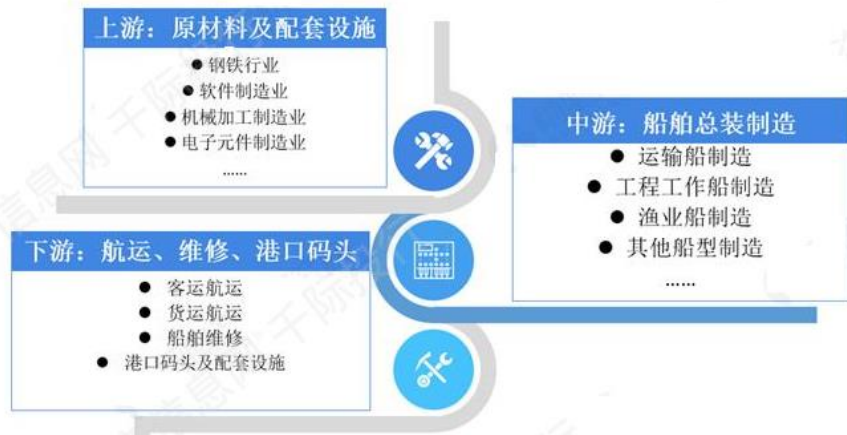 上游：原材料及配套设施
● 钢铁行业
● 软件制造业
● 机械加工制造业
● 电子元件制造业
......
中游：船舶总装制造
● 运输船制造
● 工程工作船制造
● 渔业船制造
● 其他船型制造
......
下游：航运、维修、港口码头
● 客运航运
● 货运航运
● 船舶维修
● 港口码头及配套设施